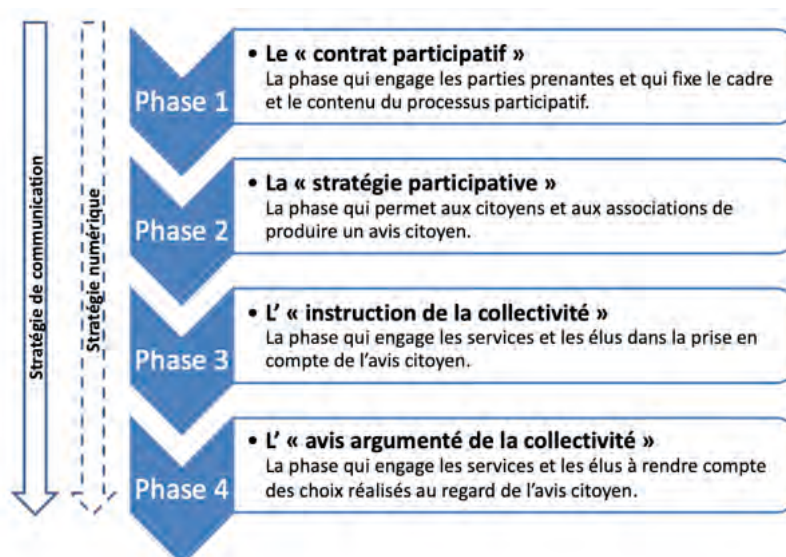 Stratégie de communication
Stratégie numérique
Phase 1
• Le « contrat participatif »
La phase qui engage les parties prenantes et qui fixe le cadre
et le contenu du processus participatif.
Phase 2
• La « stratégie participative »
La phase qui permet aux citoyens et aux associations de
produire un avis citoyen.
Phase 3
• L’ « instruction de la collectivité »
La phase qui engage les services et les élus dans la prise en
compte de l’avis citoyen.
Phase 4
• L’ « avis argumenté de la collectivité »
La phase qui engage les services et les élus à rendre compte
des choix réalisés au regard de l’avis citoyen.